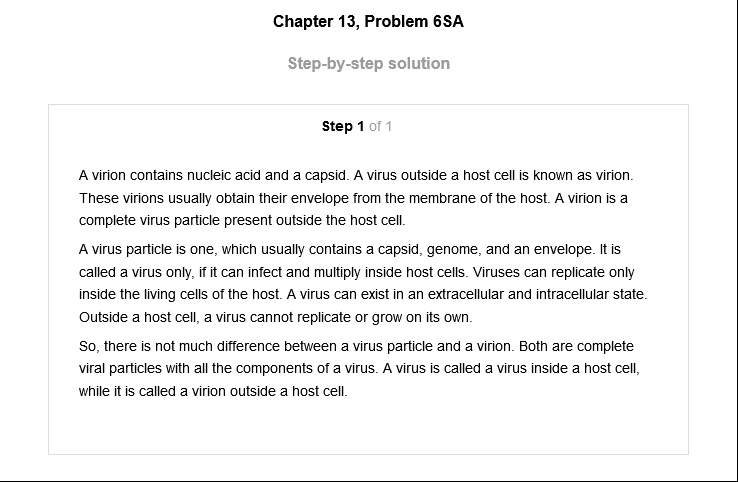 Chapter 13, Problem 6SA
Step-by-step solution
Step 1 of 1
A virion contains nucleic acid and a capsid. A virus outside a host cell is known as virion.
These virions usually obtain their envelope from the membrane of the host. A virion is a
complete virus particle present outside the host cell.
A virus particle is one, which usually contains a capsid, genome, and an envelope. It is
called a virus only, if it can infect and multiply inside host cells. Viruses can replicate only
inside the living cells of the host. A virus can exist in an extracellular and intracellular state.
Outside a host cell, a virus cannot replicate or grow on its own.
So, there is not much difference between a virus particle and a virion. Both are complete
viral particles with all the components of a virus. A virus is called a virus inside a host cell,
while it is called a virion outside a host cell.